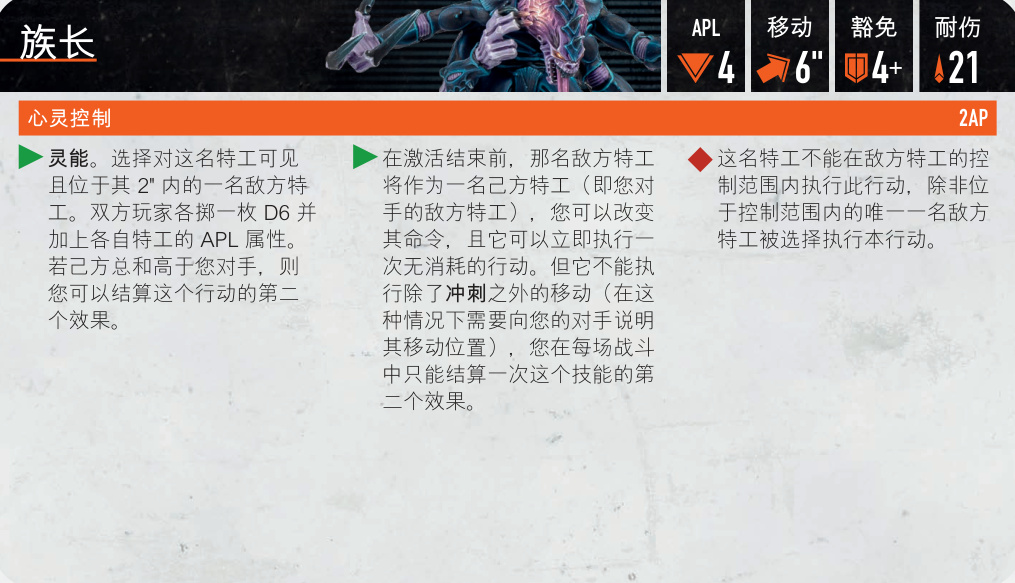 族长
APL
4
移动
6"
豁免
4+
耐伤
21
心灵控制
2AP
灵能。选择对这名特工可见
且位于其 2" 内的一名敌方特
工。双方玩家各掷一枚 D6 并
加上各自特工的 APL 属性。
若己方总和高于您对手，则
您可以结算这个行动的第二
个效果。
在激活结束前，那名敌方特工
将作为一名己方特工（即您对
手的敌方特工），您可以改变
其命令，且它可以立即执行一
次无消耗的行动。但它不能执
行除了冲刺之外的移动（在这
种情况下需要向您的对手说明
其移动位置），您在每场战斗
中只能结算一次这个技能的第
二个效果。
这名特工不能在敌方特工的控
制范围内执行此行动，除非位
于控制范围内的唯一一名敌方
特工被选择执行本行动。